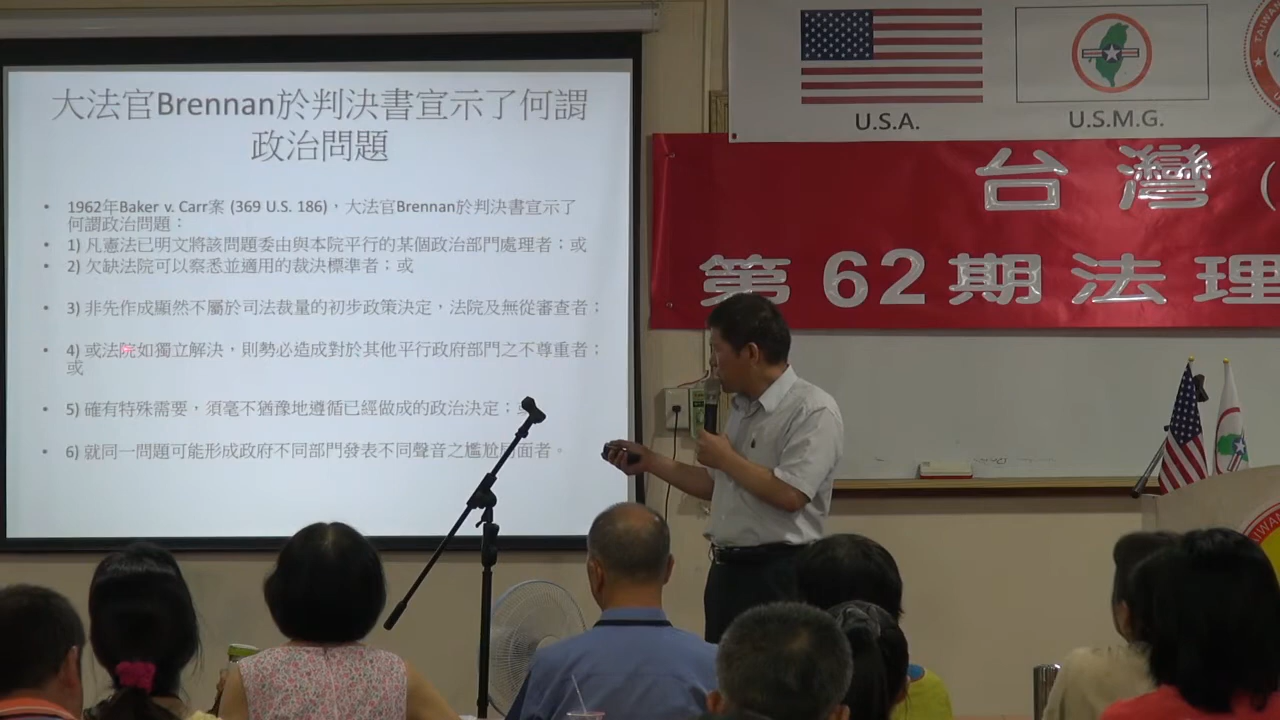 大法官Brennan於判決書宣示了何謂
政治問題
• 1962年Baker v. Carr案 (369 U.S. 186)，大法官Brennan於判決書宣示了
何謂政治問題：
• 1) 凡憲法已明文將該問題委由與本院平行的某個政治部門處理者；或
• 2) 欠缺法院可以察悉並適用的裁決標準者；或
• 3) 非先作成顯然不屬於司法裁量的初步政策決定，法院及無從審查者；
• 4) 或法院如獨立解決，則勢必造成對於其他平行政府部門之不尊重者；
或
• 5) 確有特殊需要，須毫不猶豫地遵循已經做成的政治決定；或
• 6) 就同一問題可能形成政府不同部門發表不同聲音之尷尬局面者。
U.S.A.
U.S.M.G.
台灣（
第62期法理